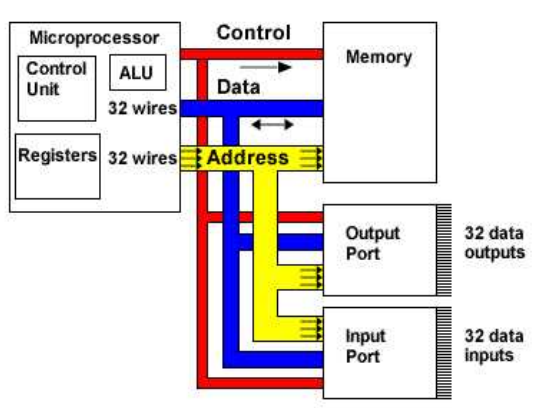 Microprocessor
Control
Unit
ALU
32 wires
Registers
32 wires
Control
Data
Address
Memory
Output
Port
32 data
outputs
Input
Port
32 data
inputs